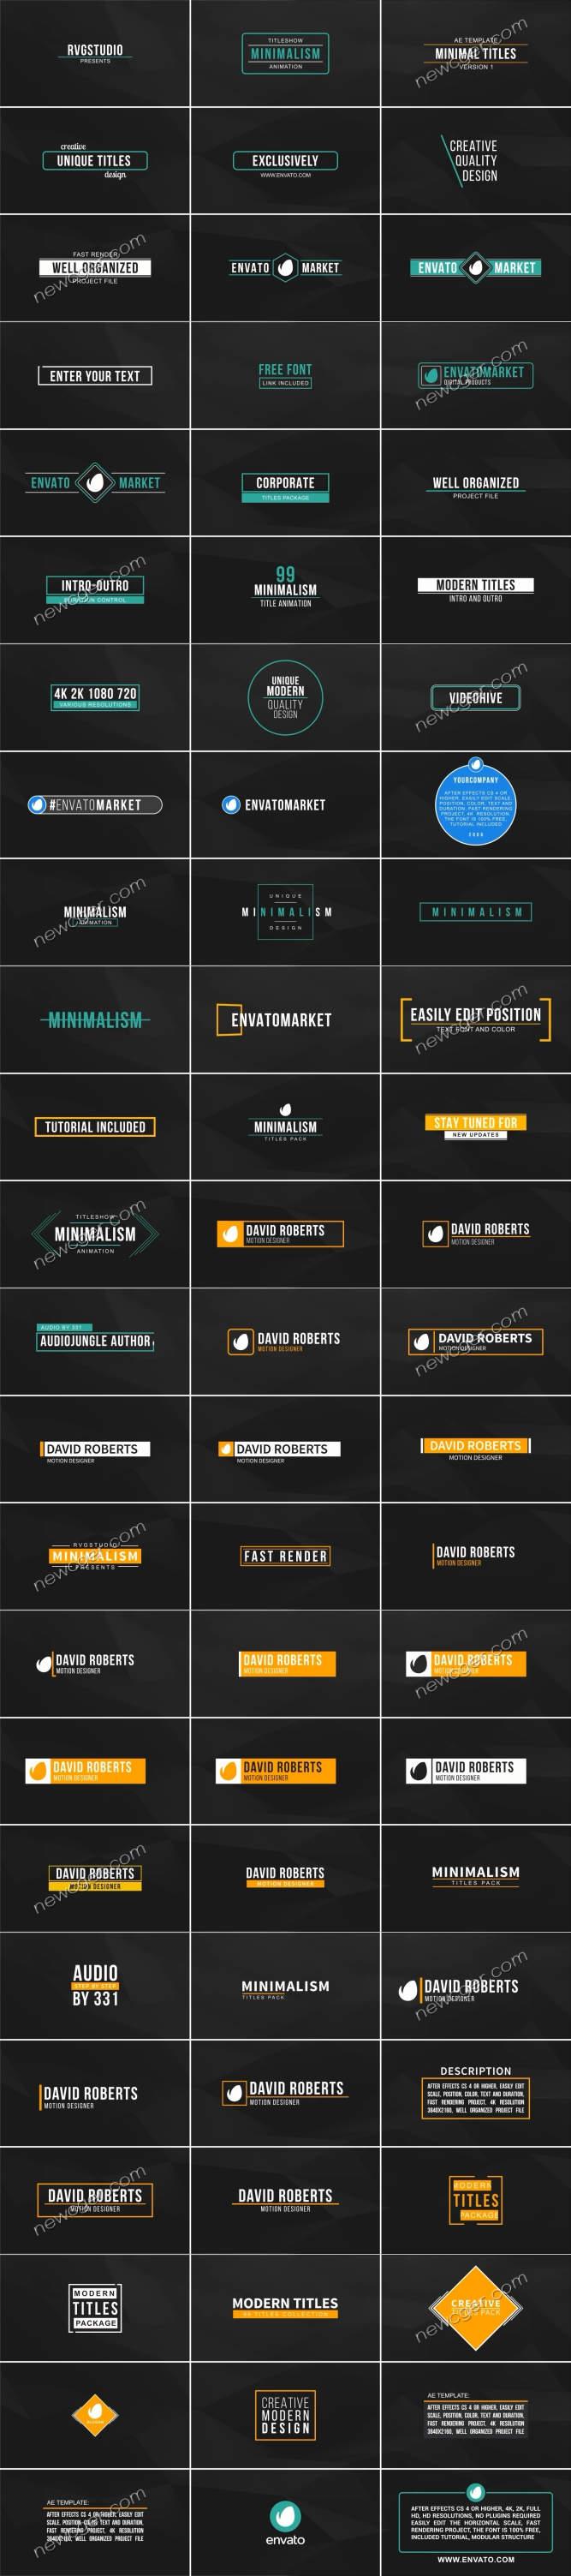 RVGSTUDIO
PRESENTS
TITLESHOW
MINIMALISM
ANIMATION
AE TEMPLATE
MINIMAL TITLES
VERSION 1
newoger.com
creative
UNIQUE TITLES
design
EXCLUSIVELY
WWW.ENVATO.COM
CREATIVE
QUALITY
DESIGN
FAST RENDER
WELL ORGANIZED
PROJECT FILE
newoger.com
ENVATO MARKET
ENVATO MARKET
ENTER YOUR TEXT
FREE FONT
LINK INCLUDED
ENVATOMARKET
DIGITAL PRODUCTS
newoger.com
ENVATO MARKET
CORPORATE
TITLES PACKAGE
WELL ORGANIZED
PROJECT FILE
INTRO-OUTRO
DURATION CONTROL
newoger.com
99
MINIMALISM
TITLE ANIMATION
MODERN TITLES
INTRO AND OUTRO
4K 2K 1080 720
VARIOUS RESOLUTIONS
UNIQUE
MODERN
QUALITY
DESIGN
VIDEOHIVE
newoger.com
#ENVATOMARKET
ENVATOMARKET
YOURCOMPANY
AFTER EFFECTS CS 4 OR
HIGHER, EASILY EDIT SCALE,
POSITION, COLOR, TEXT AND
DURATION, FAST RENDERING
PROJECT, 4K RESOLUTION
THE FONT IS 100% FREE,
TUTORIAL INCLUDED
MINIMALISM
ANIMATION
newoger.com
UNIQUE
MINIMALISM
DESIGN
MINIMALISM
MINIMALISM
ENVATOMARKET
EASILY EDIT POSITION
TEXT FONT AND COLOR
newoger.com
TUTORIAL INCLUDED
MINIMALISM
TITLES PACK
STAY TUNED FOR
NEW UPDATES
TITLESHOW
MINIMALISM
ANIMATION
newoger.com
DAVID ROBERTS
MOTION DESIGNER
DAVID ROBERTS
MOTION DESIGNER
AUDIO BY 331
AUDIOJUNGLE AUTHOR
DAVID ROBERTS
MOTION DESIGNER
DAVID ROBERTS
MOTION DESIGNER
newoger.com
DAVID ROBERTS
MOTION DESIGNER
DAVID ROBERTS
MOTION DESIGNER
DAVID ROBERTS
MOTION DESIGNER
RVGSTUDIO
MINIMALISM
PRESENTS
newoger.com
FAST RENDER
DAVID ROBERTS
MOTION DESIGNER
DAVID ROBERTS
MOTION DESIGNER
DAVID ROBERTS
MOTION DESIGNER
DAVID ROBERTS
MOTION DESIGNER
newoger.com
DAVID ROBERTS
MOTION DESIGNER
DAVID ROBERTS
MOTION DESIGNER
DAVID ROBERTS
MOTION DESIGNER
DAVID ROBERTS
MOTION DESIGNER
newoger.com
DAVID ROBERTS
MOTION DESIGNER
MINIMALISM
TITLES PACK
AUDIO
STEP BY STEP
BY 331
MINIMALISM
TITLES PACK
DAVID ROBERTS
MOTION DESIGNER
newoger.com
DAVID ROBERTS
MOTION DESIGNER
DAVID ROBERTS
MOTION DESIGNER
DESCRIPTION
AFTER EFFECTS CS 4 OR HIGHER, EASILY EDIT
SCALE, POSITION, COLOR, TEXT AND DURATION,
FAST RENDERING PROJECT, 4K RESOLUTION
3840X2160, WELL ORGANIZED PROJECT FILE
DAVID ROBERTS
MOTION DESIGNER
newoger.com
DAVID ROBERTS
MOTION DESIGNER
MODERN
TITLES
PACKAGE
MODERN
TITLES
PACKAGE
MODERN TITLES
4K TITLES COLLECTION
CREATIVE
TITLES PACK
newoger.com
CREATIVE
MODERN
DESIGN
AE TEMPLATE:
AFTER EFFECTS CS 4 OR HIGHER, EASILY EDIT
SCALE, POSITION, COLOR, TEXT AND DURATION,
FAST RENDERING PROJECT, 4K RESOLUTION
3840X2160, WELL ORGANIZED PROJECT FILE
AE TEMPLATE:
AFTER EFFECTS CS 4 OR HIGHER, EASILY EDIT
SCALE, POSITION, COLOR, TEXT AND DURATION,
FAST RENDERING PROJECT, 4K RESOLUTION
3840X2160, WELL ORGANIZED PROJECT FILE
newoger.com
envato
AFTER EFFECTS CS 4 OR HIGHER, 4K, 2K, FULL
HD, HD RESOLUTIONS, NO PLUGINS REQUIRED
EASILY EDIT THE HORIZONTAL SCALE, FAST
RENDERING PROJECT, THE FONT IS 100% FREE,
INCLUDED TUTORIAL, MODULAR STRUCTURE
WWW.ENVATO.COM